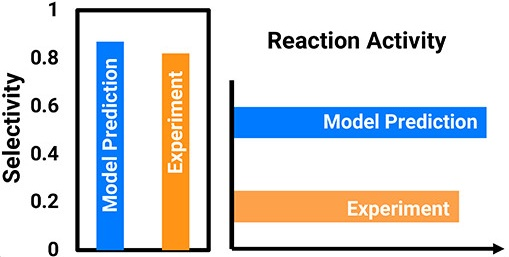 1
0.8
0.6
0.4
0.2
0
Selectivity
Model Prediction
Experiment
Reaction Activity
Model Prediction
Experiment